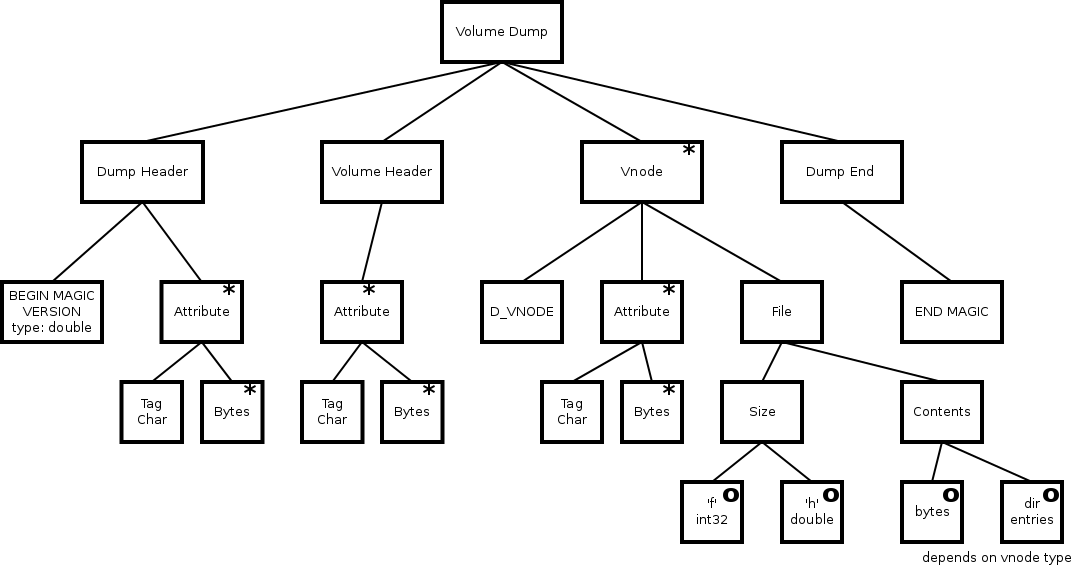 Volume Dump
Dump Header
Volume Header
*
Vnode
Dump End
BEGIN MAGIC
VERSION
type: double
*
Attribute
*
Attribute
D_VNODE
*
Attribute
File
END MAGIC
Tag
Char
*
Bytes
Tag
Char
*
Bytes
Tag
Char
*
Bytes
Size
Contents
o
'f'
int32
o
'h'
double
o
bytes
o
dir
entries
depends on vnode type